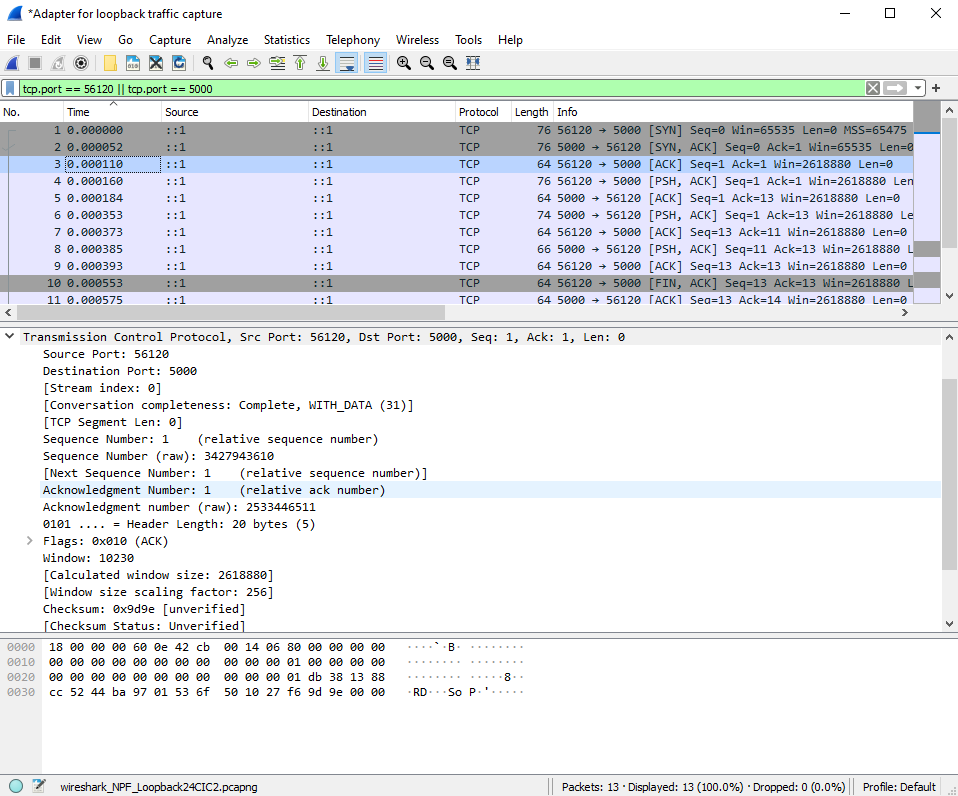 *Adapter for loopback traffic capture
File Edit View Go Capture Analyze Statistics Telephony Wireless Tools Help
tcp.port == 56120 || tcp.port == 5000
No. Time Source Destination Protocol Length Info
1 0.000000 ::1 ::1 TCP 76 56120 → 5000 [SYN] Seq=0 Win=65535 Len=0 MSS=65475
2 0.000052 ::1 ::1 TCP 76 5000 → 56120 [SYN, ACK] Seq=0 Ack=1 Win=65535 Len=0
3 0.000110 ::1 ::1 TCP 64 56120 → 5000 [ACK] Seq=1 Ack=1 Win=2618880 Len=0
4 0.000160 ::1 ::1 TCP 76 56120 → 5000 [PSH, ACK] Seq=1 Ack=1 Win=2618880 Len
5 0.000184 ::1 ::1 TCP 64 5000 → 56120 [ACK] Seq=1 Ack=13 Win=2618880 Len=0
6 0.000353 ::1 ::1 TCP 74 5000 → 56120 [PSH, ACK] Seq=1 Ack=13 Win=2618880 Le
7 0.000373 ::1 ::1 TCP 64 56120 → 5000 [ACK] Seq=13 Ack=11 Win=2618880 Len=0
8 0.000385 ::1 ::1 TCP 66 5000 → 56120 [PSH, ACK] Seq=11 Ack=13 Win=2618880 L
9 0.000393 ::1 ::1 TCP 64 56120 → 5000 [ACK] Seq=13 Ack=13 Win=2618880 Len=0
10 0.000553 ::1 ::1 TCP 64 56120 → 5000 [FIN, ACK] Seq=13 Ack=13 Win=2618880 L
11 0.000575 ::1 ::1 TCP 64 5000 → 56120 [ACK] Seq=13 Ack=14 Win=2618880 Len=0
Transmission Control Protocol, Src Port: 56120, Dst Port: 5000, Seq: 1, Ack: 1, Len: 0
Source Port: 56120
Destination Port: 5000
[Stream index: 0]
[Conversation completeness: Complete, WITH_DATA (31)]
[TCP Segment Len: 0]
Sequence Number: 1 (relative sequence number)
Sequence Number (raw): 3427943610
[Next Sequence Number: 1 (relative sequence number)]
Acknowledgment Number: 1 (relative ack number)
Acknowledgment number (raw): 2533446511
0101 .... = Header Length: 20 bytes (5)
Flags: 0x010 (ACK)
Window: 10230
[Calculated window size: 2618880]
[Window size scaling factor: 256]
Checksum: 0x9d9e [unverified]
[Checksum Status: Unverified]
0000 18 00 00 00 60 0e 42 cb 00 14 06 80 00 00 00 00 ····`·B· ········
0010 00 00 00 00 00 00 00 00 00 00 00 01 00 00 00 00 ········ ········
0020 00 00 00 00 00 00 00 00 00 00 00 01 db 38 13 88 ········ ·····8··
0030 cc 52 44 ba 97 01 53 6f 50 10 27 f6 9d 9e 00 00 ·RD···So P·'·····
wireshark_NPF_Loopback24CIC2.pcapng Packets: 13 · Displayed: 13 (100.0%) · Dropped: 0 (0.0%) Profile: Default